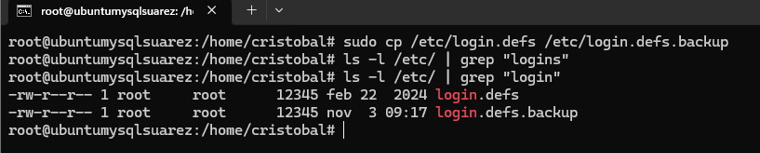 root@ubuntumysqlsuarez: /h
root@ubuntumysqlsuarez:/home/cristobal# sudo cp /etc/login.defs /etc/login.defs.backup
root@ubuntumysqlsuarez:/home/cristobal# ls -l /etc/ | grep "logins"
root@ubuntumysqlsuarez:/home/cristobal# ls -l /etc/ | grep "login"
-rw-r--r-- 1 root     root      12345 feb 22  2024 login.defs
-rw-r--r-- 1 root     root      12345 nov  3 09:17 login.defs.backup
root@ubuntumysqlsuarez:/home/cristobal#